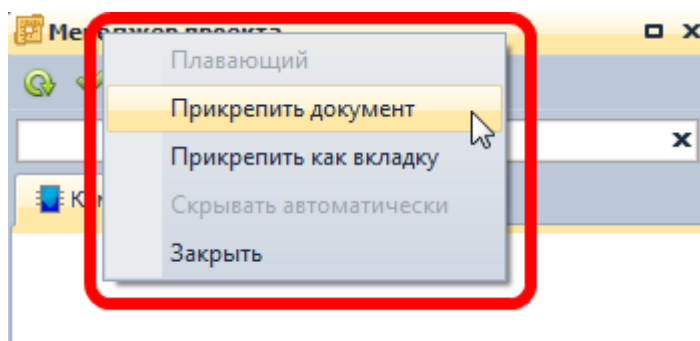 Менеджер проекта
Плавающий
Прикрепить документ
Прикрепить как вкладку
Скрывать автоматически
Закрыть